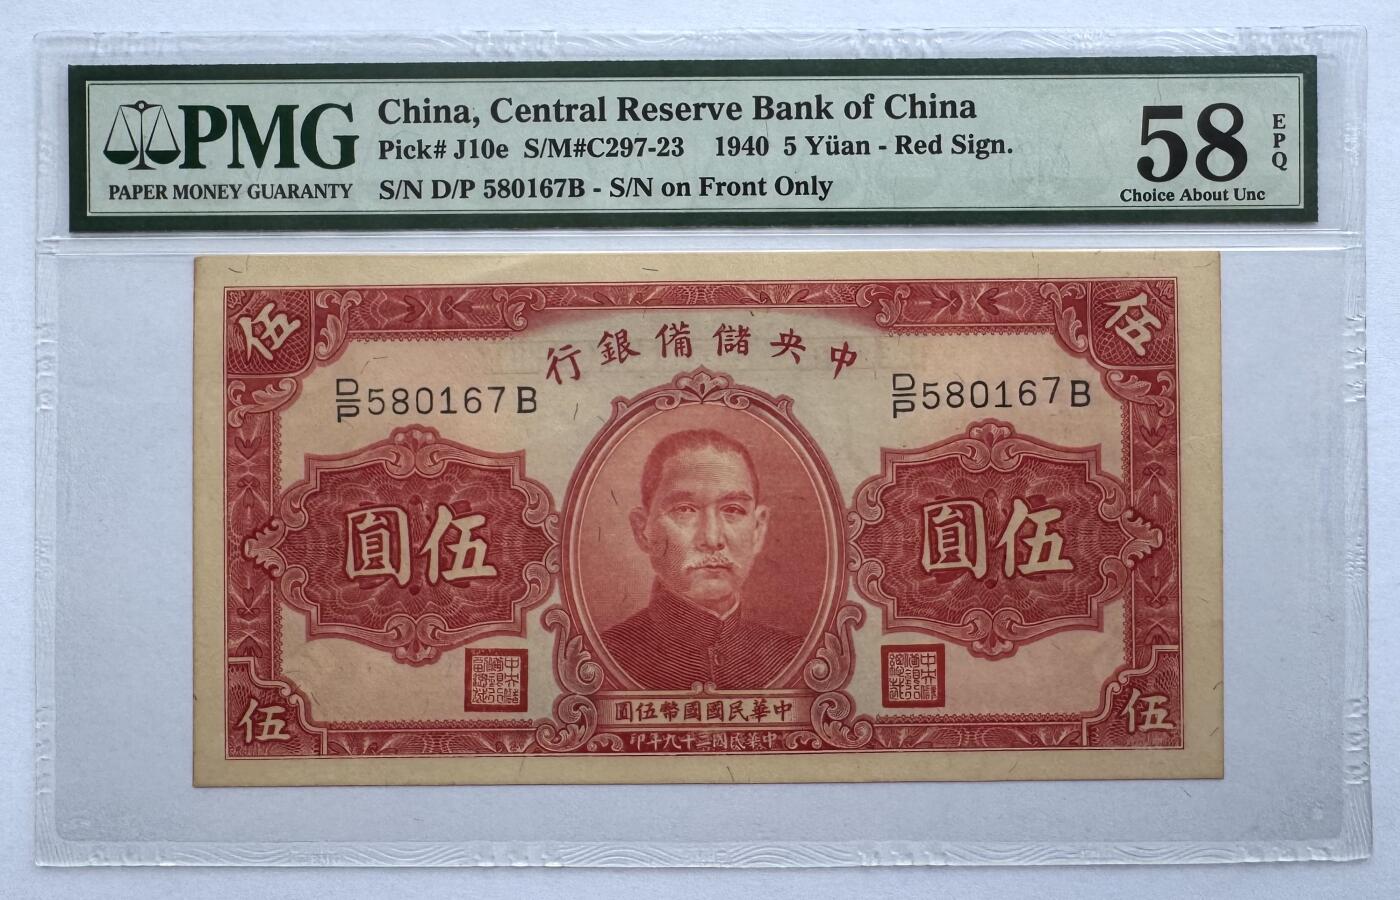 PMG
PAPER MONEY GUARANTY
China, Central Reserve Bank of China
Pick# J10e S/M#C297-23 1940 5 Yüan - Red Sign.
S/N D/P 580167B - S/N on Front Only
58
EPQ
Choice About Unc
伍
伍
行銀備儲央中
D/P 580167B
D/P 580167B
圓伍
圓伍
圓伍幣國國民華中
印年九十三國民華中
伍
伍